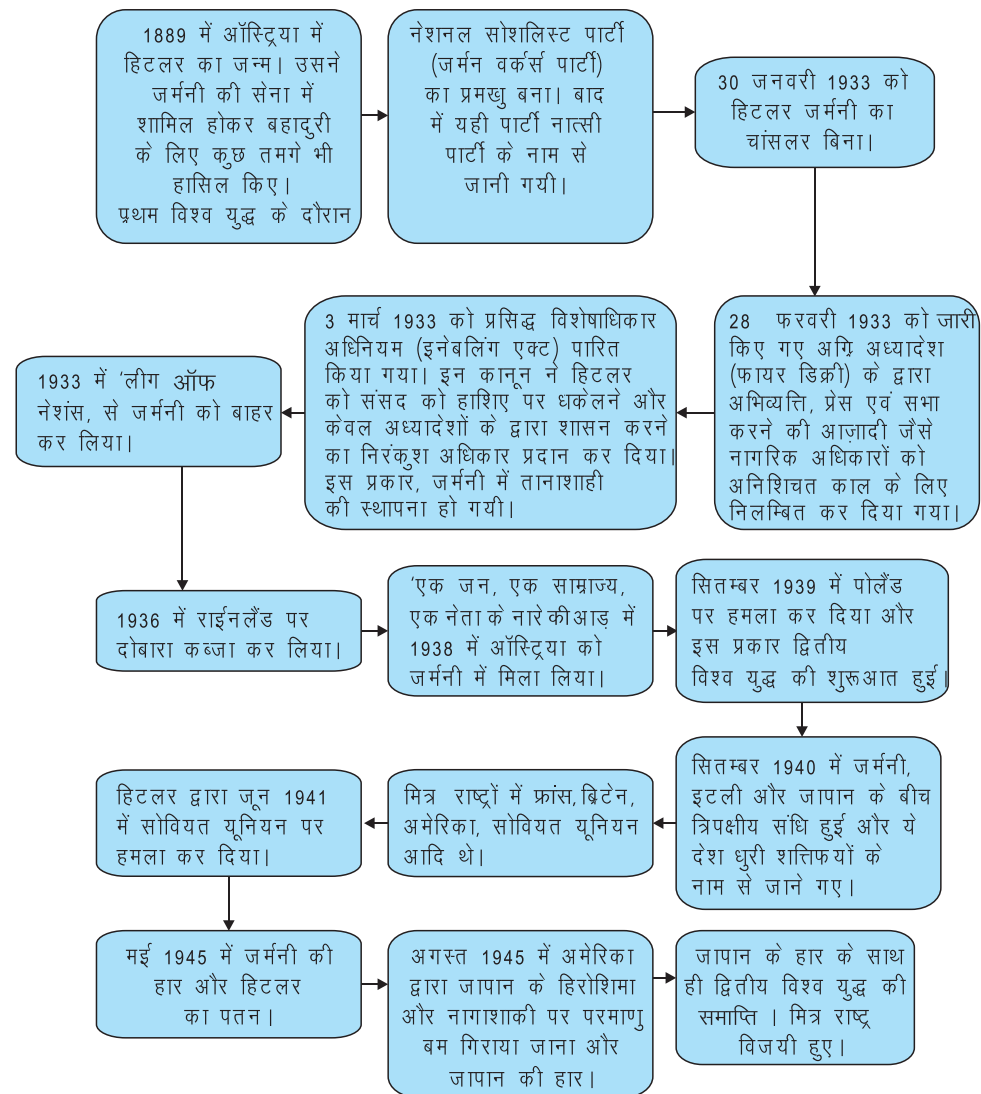 1889 में ऑस्ट्रिया में
हिटलर का जन्म। उसने
जर्मनी की सेना में
शामिल होकर बहादुरी
के लिए कुछ तमगे भी
हासिल किए।
प्रथम विश्व युद्ध के दौरान
नेशनल सोशलिस्ट पार्टी
(जर्मन वर्कर्स पार्टी)
का प्रमखु बना। बाद
में यही पार्टी नात्सी
पार्टी के नाम से
जानी गयी।
30 जनवरी 1933 को
हिटलर जर्मनी का
चांसलर बिना।
28 फरवरी 1933 को जारी
किए गए अग्नि अध्यादेश
(फायर डिक्री) के द्वारा
अभिव्यत्ति, प्रेस एवं सभा
करने की आज़ादी जैसे
नागरिक अधिकारों को
अनिशिचत काल के लिए
निलम्बित कर दिया गया।
3 मार्च 1933 को प्रसिद्ध विशेषाधिकार
अधिनियम (इनेबलिंग एक्ट) पारित
किया गया। इन कानून ने हिटलर
को संसद को हाशिए पर धकेलने और
केवल अध्यादेशों के द्वारा शासन करने
का निरंकुश अधिकार प्रदान कर दिया।
इस प्रकार, जर्मनी में तानाशाही
की स्थापना हो गयी।
1933 में 'लीग ऑफ
नेशंस, से जर्मनी को बाहर
कर लिया।
1936 में राईनलैंड पर
दोबारा कब्जा कर लिया।
'एक जन, एक साम्राज्य,
एक नेता के नारे की आड़ में
1938 में ऑस्ट्रिया को
जर्मनी में मिला लिया।
सितम्बर 1939 में पोलैंड
पर हमला कर दिया और
इस प्रकार द्वितीय
विश्व युद्ध की शुरूआत हुई।
सितम्बर 1940 में जर्मनी,
इटली और जापान के बीच
त्रिपक्षीय संधि हुई और ये
देश धुरी शत्तिफयों के
नाम से जाने गए।
मित्र राष्ट्रों में फ्रांस, ब्रिटेन,
अमेरिका, सोवियत यूनियन
आदि थे।
हिटलर द्वारा जून 1941
में सोवियत यूनियन पर
हमला कर दिया।
मई 1945 में जर्मनी की
हार और हिटलर
का पतन।
अगस्त 1945 में अमेरिका
द्वारा जापान के हिरोशिमा
और नागाशाकी पर परमाणु
बम गिराया जाना और
जापान की हार।
जापान के हार के साथ
ही द्वितीय विश्व युद्ध की
समाप्ति । मित्र राष्ट्र
विजयी हुए।